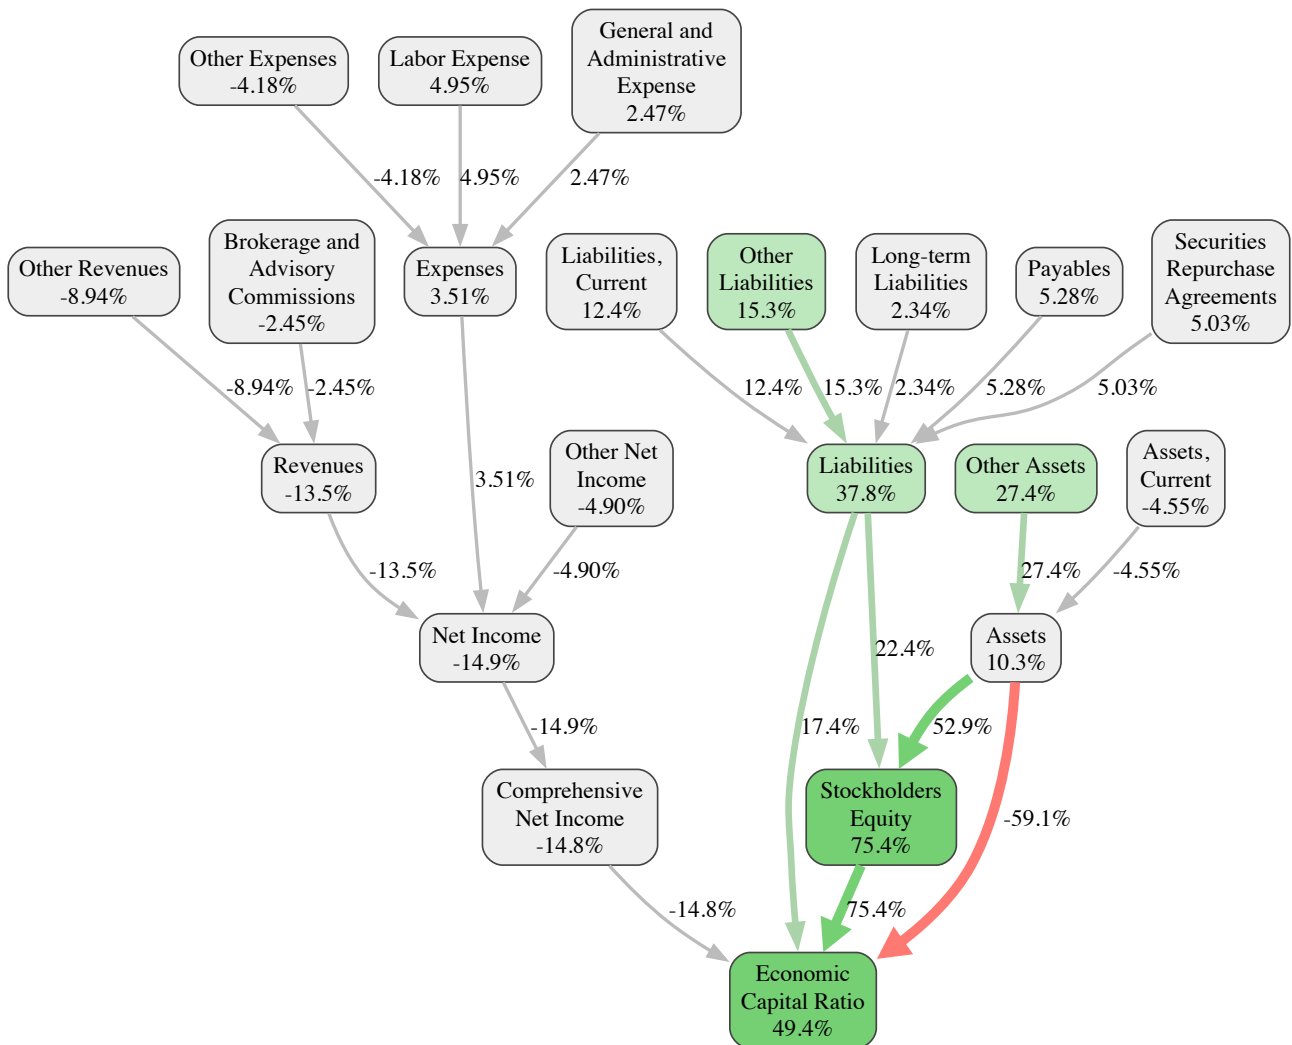 General and
Administrative
Expense
2.47%
Other Expenses
-4.18%
Labor Expense
4.95%
-4.18%
4.95%
2.47%
Other Revenues
-8.94%
Brokerage and
Advisory
Commissions
-2.45%
Expenses
3.51%
Liabilities,
Current
12.4%
Other
Liabilities
15.3%
Long-term
Liabilities
2.34%
Payables
5.28%
Securities
Repurchase
Agreements
5.03%
-8.94%
-2.45%
12.4%
15.3%
2.34%
5.28%
5.03%
Revenues
-13.5%
3.51%
Other Net
Income
-4.90%
Liabilities
37.8%
Other Assets
27.4%
Assets,
Current
-4.55%
-13.5%
-4.90%
27.4%
-4.55%
Net Income
-14.9%
22.4%
Assets
10.3%
-14.9%
17.4%
52.9%
Comprehensive
Net Income
-14.8%
Stockholders
Equity
75.4%
-59.1%
-14.8%
75.4%
Economic
Capital Ratio
49.4%